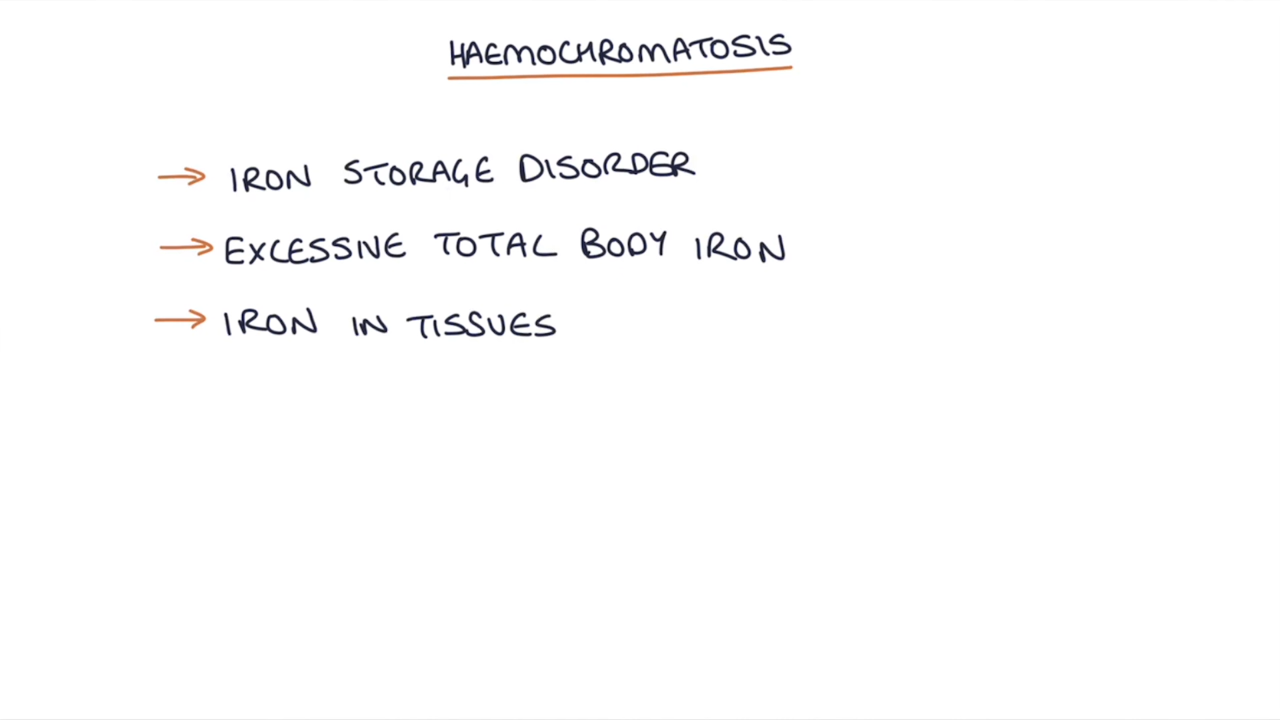 HAEMOCHROMATOSIS
→ IRON STORAGE DISORDER
→ EXCESSIVE TOTAL BODY IRON
→ IRON IN TISSUES